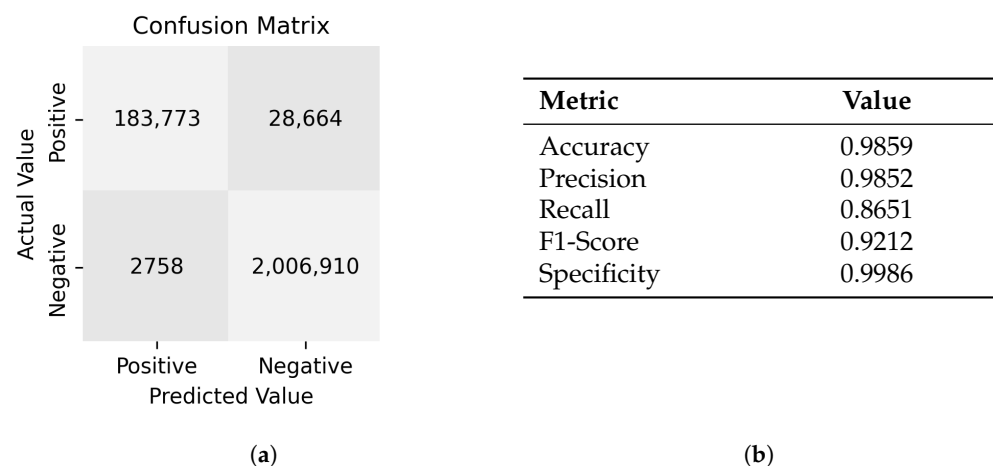 Confusion Matrix
Actual Value
Positive
183,773 28,664
Negative
2758 2,006,910
Positive Negative
Predicted Value
(a)
Metric Value
Accuracy 0.9859
Precision 0.9852
Recall 0.8651
F1-Score 0.9212
Specificity 0.9986
(b)